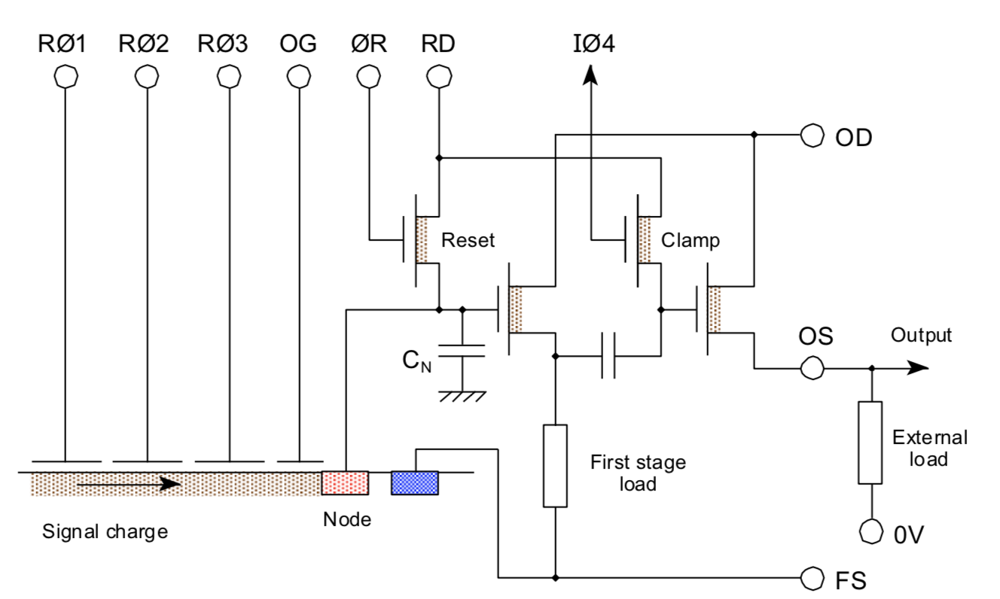 RØ1 RØ2 RØ3 OG ØR RD IØ4
OD
Reset
Clamp
OS
Output
CN
External
load
First stage
load
Node
Signal charge
0V
FS